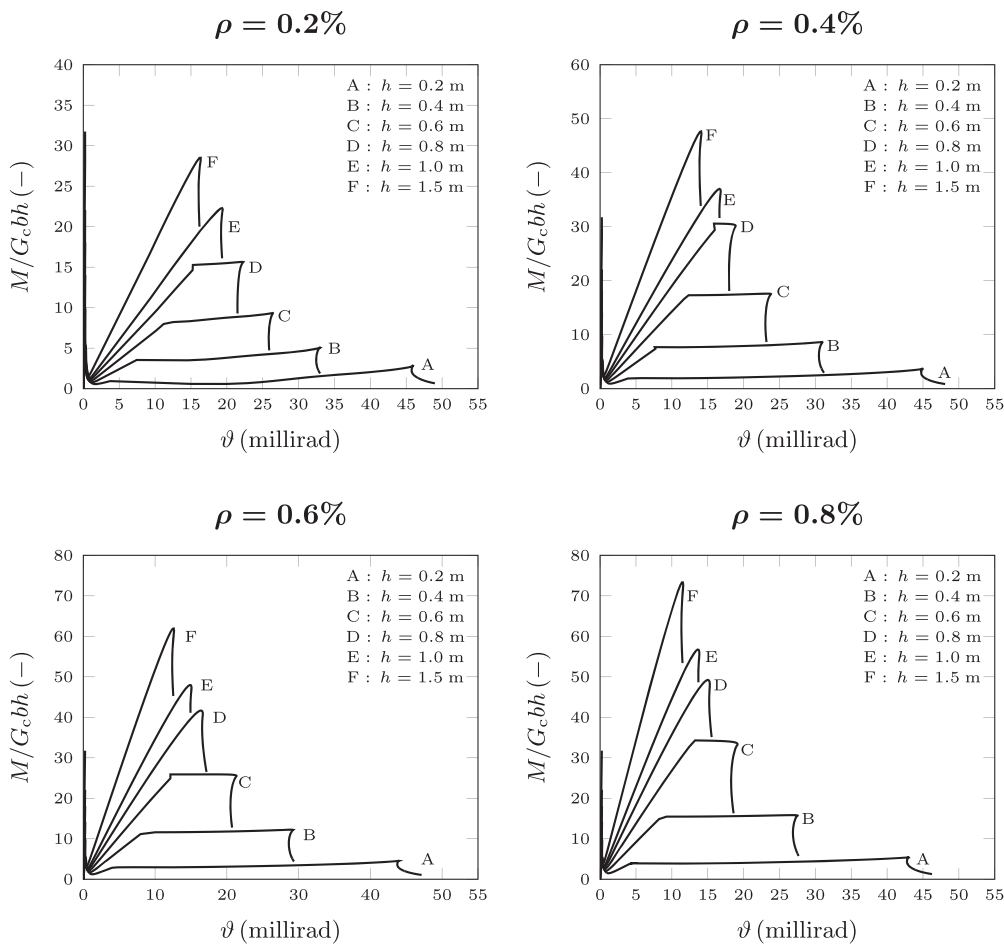 ρ = 0.2%
40
35
30
25
20
15
10
5
0
M/G_c bh (−)
A : h = 0.2 m
B : h = 0.4 m
C : h = 0.6 m
D : h = 0.8 m
E : h = 1.0 m
F : h = 1.5 m
F
E
D
C
B
A
0 5 10 15 20 25 30 35 40 45 50 55
ϑ (millirad)
ρ = 0.4%
60
50
40
30
20
10
0
M/G_c bh (−)
A : h = 0.2 m
B : h = 0.4 m
C : h = 0.6 m
D : h = 0.8 m
E : h = 1.0 m
F : h = 1.5 m
F
E
D
C
B
A
0 5 10 15 20 25 30 35 40 45 50 55
ϑ (millirad)
ρ = 0.6%
80
70
60
50
40
30
20
10
0
M/G_c bh (−)
A : h = 0.2 m
B : h = 0.4 m
C : h = 0.6 m
D : h = 0.8 m
E : h = 1.0 m
F : h = 1.5 m
F
E
D
C
B
A
0 5 10 20 30 40 50 55
ϑ (millirad)
ρ = 0.8%
80
70
60
50
40
30
20
10
0
M/G_c bh (−)
A : h = 0.2 m
B : h = 0.4 m
C : h = 0.6 m
D : h = 0.8 m
E : h = 1.0 m
F : h = 1.5 m
F
E
D
C
B
A
0 5 10 15 20 25 30 35 40 45 50 55
ϑ (millirad)